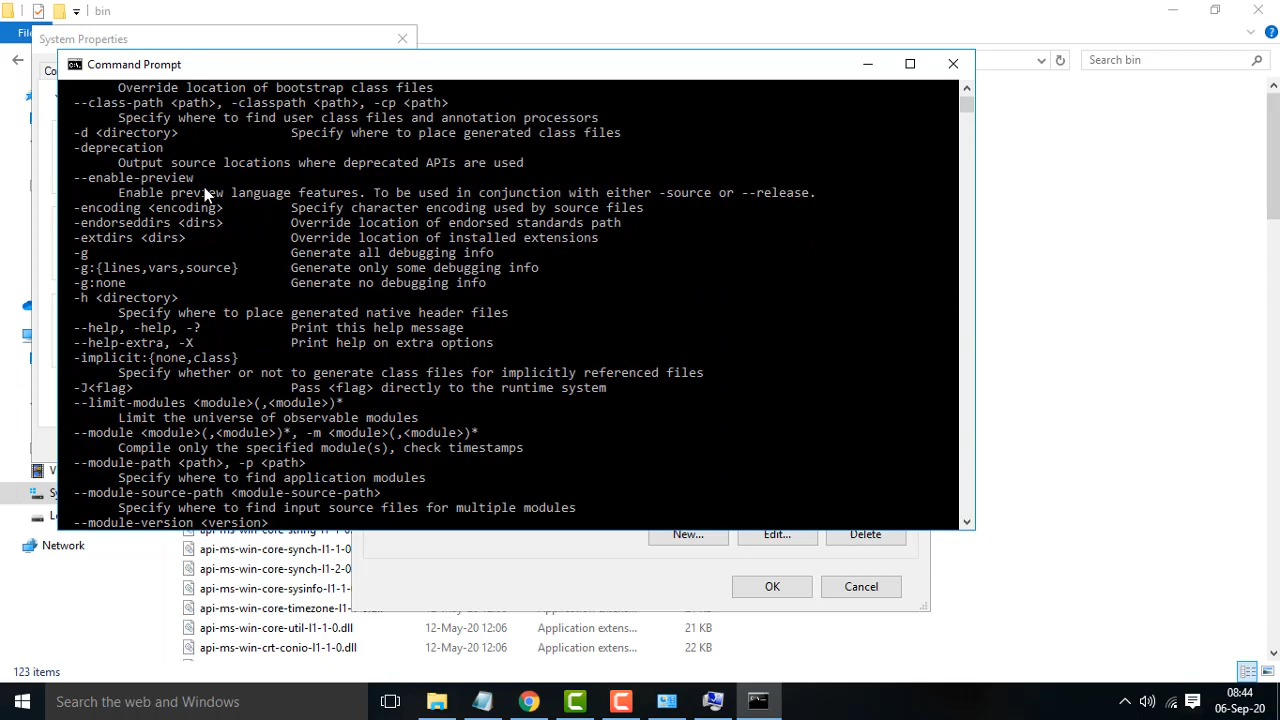 bin
File
System Properties
Search bin
Command Prompt
Override location of bootstrap class files
--class-path <path>, -classpath <path>, -cp <path>
Specify where to find user class files and annotation processors
-d <directory> Specify where to place generated class files
-deprecation
Output source locations where deprecated APIs are used
--enable-preview
Enable preview language features. To be used in conjunction with either -source or --release.
-encoding <encoding> Specify character encoding used by source files
-endorseddirs <dirs> Override location of endorsed standards path
-extdirs <dirs> Override location of installed extensions
-g Generate all debugging info
-g:{lines,vars,source} Generate only some debugging info
-g:none Generate no debugging info
-h <directory>
Specify where to place generated native header files
--help, -help, -? Print this help message
--help-extra, -X Print help on extra options
-implicit:{none,class}
Specify whether or not to generate class files for implicitly referenced files
-J<flag> Pass <flag> directly to the runtime system
--limit-modules <module>(,<module>)*
Limit the universe of observable modules
--module <module>(,<module>)*, -m <module>(,<module>)*
Compile only the specified module(s), check timestamps
--module-path <path>, -p <path>
Specify where to find application modules
--module-source-path <module-source-path>
Specify where to find input source files for multiple modules
--module-version <version>
New... Edit... Delete
Network
api-ms-win-core-synch-l1-1-0
api-ms-win-core-synch-l1-2-0
api-ms-win-core-sysinfo-l1-1-
OK Cancel
api-ms-win-core-timezone-l1-
api-ms-win-core-util-l1-1-0.dll 12-May-20 12:06 Application extens... 21 KB
api-ms-win-crt-conio-l1-1-0.dll 12-May-20 12:06 Application extens... 22 KB
123 items
Search the web and Windows
08:44
06-Sep-20